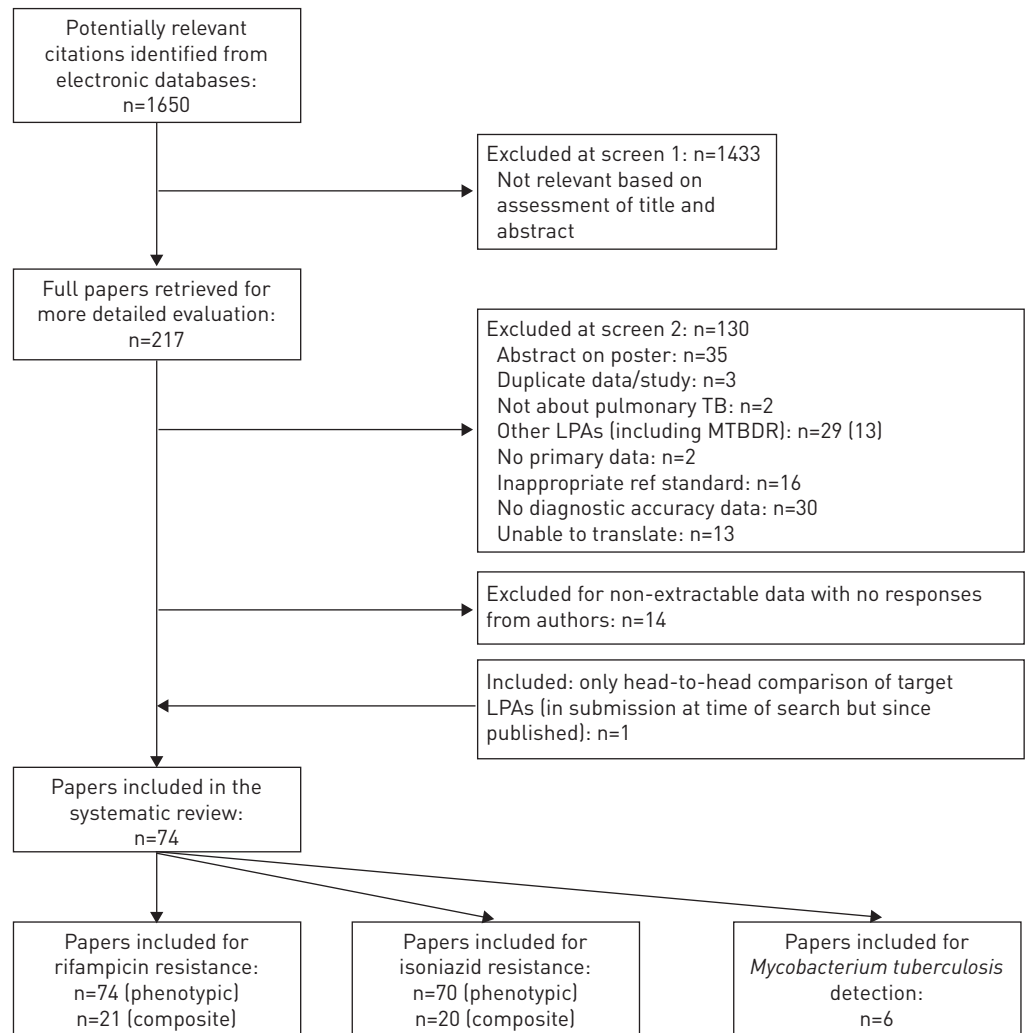 Potentially relevant
citations identified from
electronic databases:
n=1650
Excluded at screen 1: n=1433
Not relevant based on
assessment of title and
abstract
Full papers retrieved for
more detailed evaluation:
n=217
Excluded at screen 2: n=130
Abstract on poster: n=35
Duplicate data/study: n=3
Not about pulmonary TB: n=2
Other LPAs (including MTBDR): n=29 (13)
No primary data: n=2
Inappropriate ref standard: n=16
No diagnostic accuracy data: n=30
Unable to translate: n=13
Excluded for non-extractable data with no responses
from authors: n=14
Included: only head-to-head comparison of target
LPAs (in submission at time of search but since
published): n=1
Papers included in the
systematic review:
n=74
Papers included for
rifampicin resistance:
n=74 (phenotypic)
n=21 (composite)
Papers included for
isoniazid resistance:
n=70 (phenotypic)
n=20 (composite)
Papers included for
Mycobacterium tuberculosis
detection:
n=6